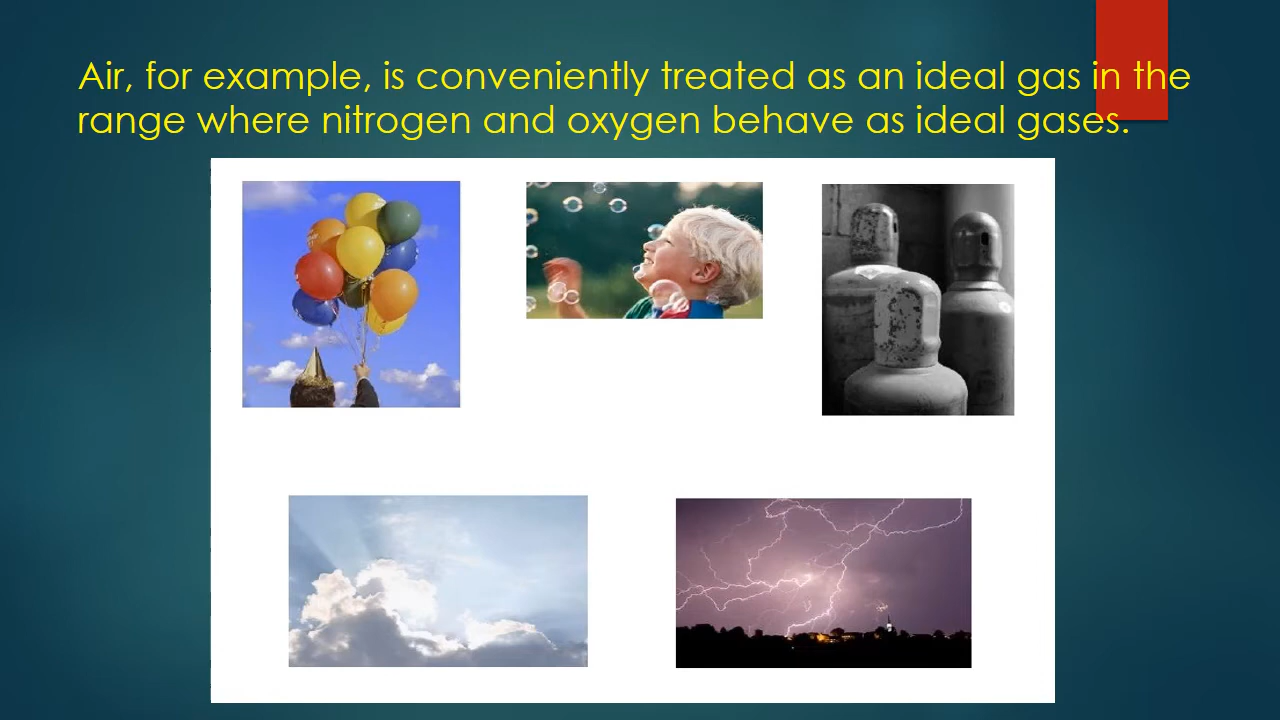 Air, for example, is conveniently treated as an ideal gas in the
range where nitrogen and oxygen behave as ideal gases.